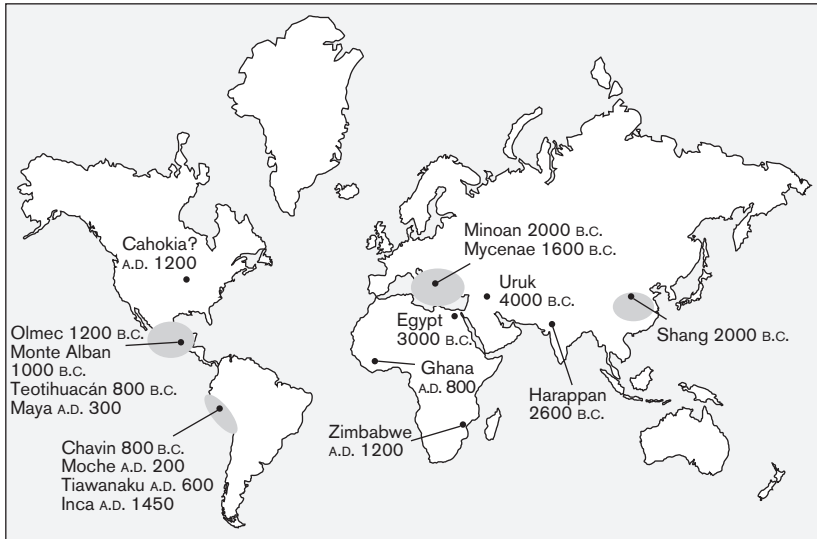 Cahokia?
A.D. 1200
Minoan 2000 B.C.
Mycenae 1600 B.C.
Uruk
4000 B.C.
Egypt
3000 B.C.
Shang 2000 B.C.
Olmec 1200 B.C.
Monte Alban
1000 B.C.
Teotihuacán 800 B.C.
Maya A.D. 300
Ghana
A.D. 800
Harappan
2600 B.C.
Zimbabwe
A.D. 1200
Chavin 800 B.C.
Moche A.D. 200
Tiawanaku A.D. 600
Inca A.D. 1450